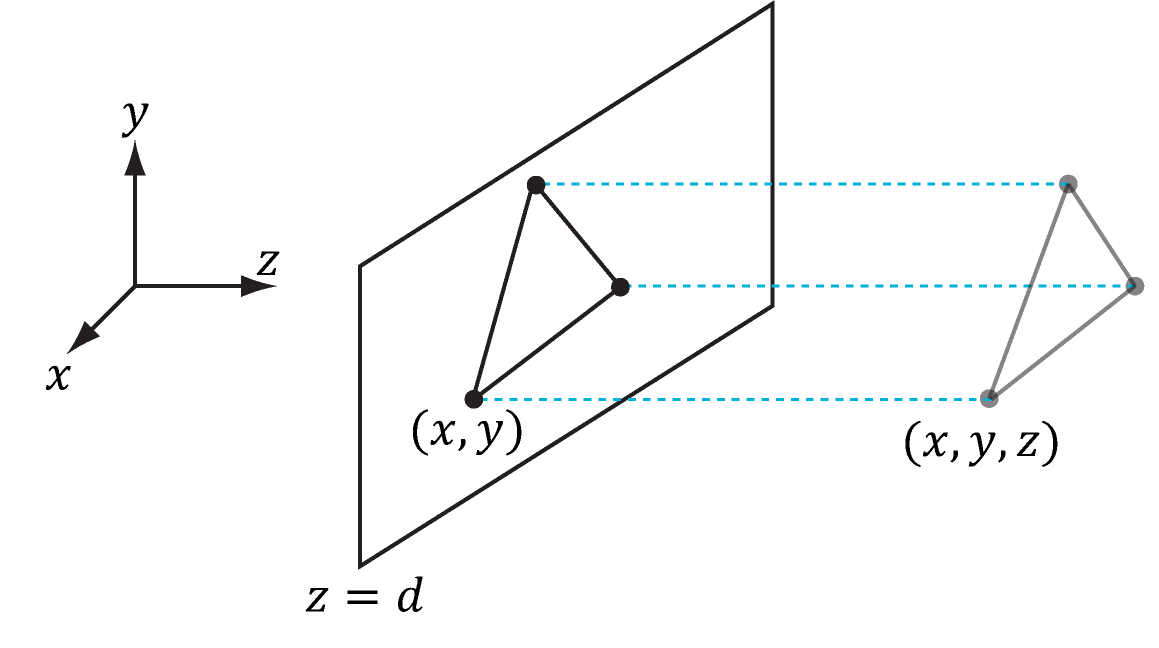 y
z
x
(x, y)
(x, y, z)
z = d